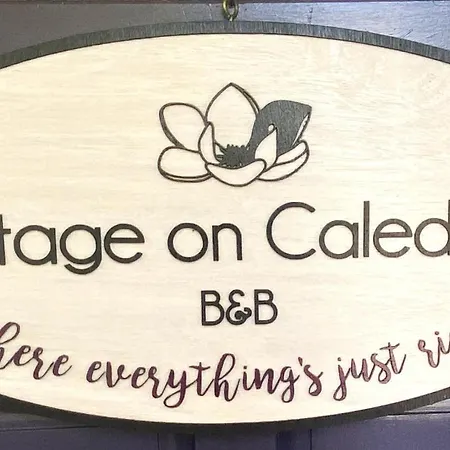 tage on Caled
B&B
here everything's just ri